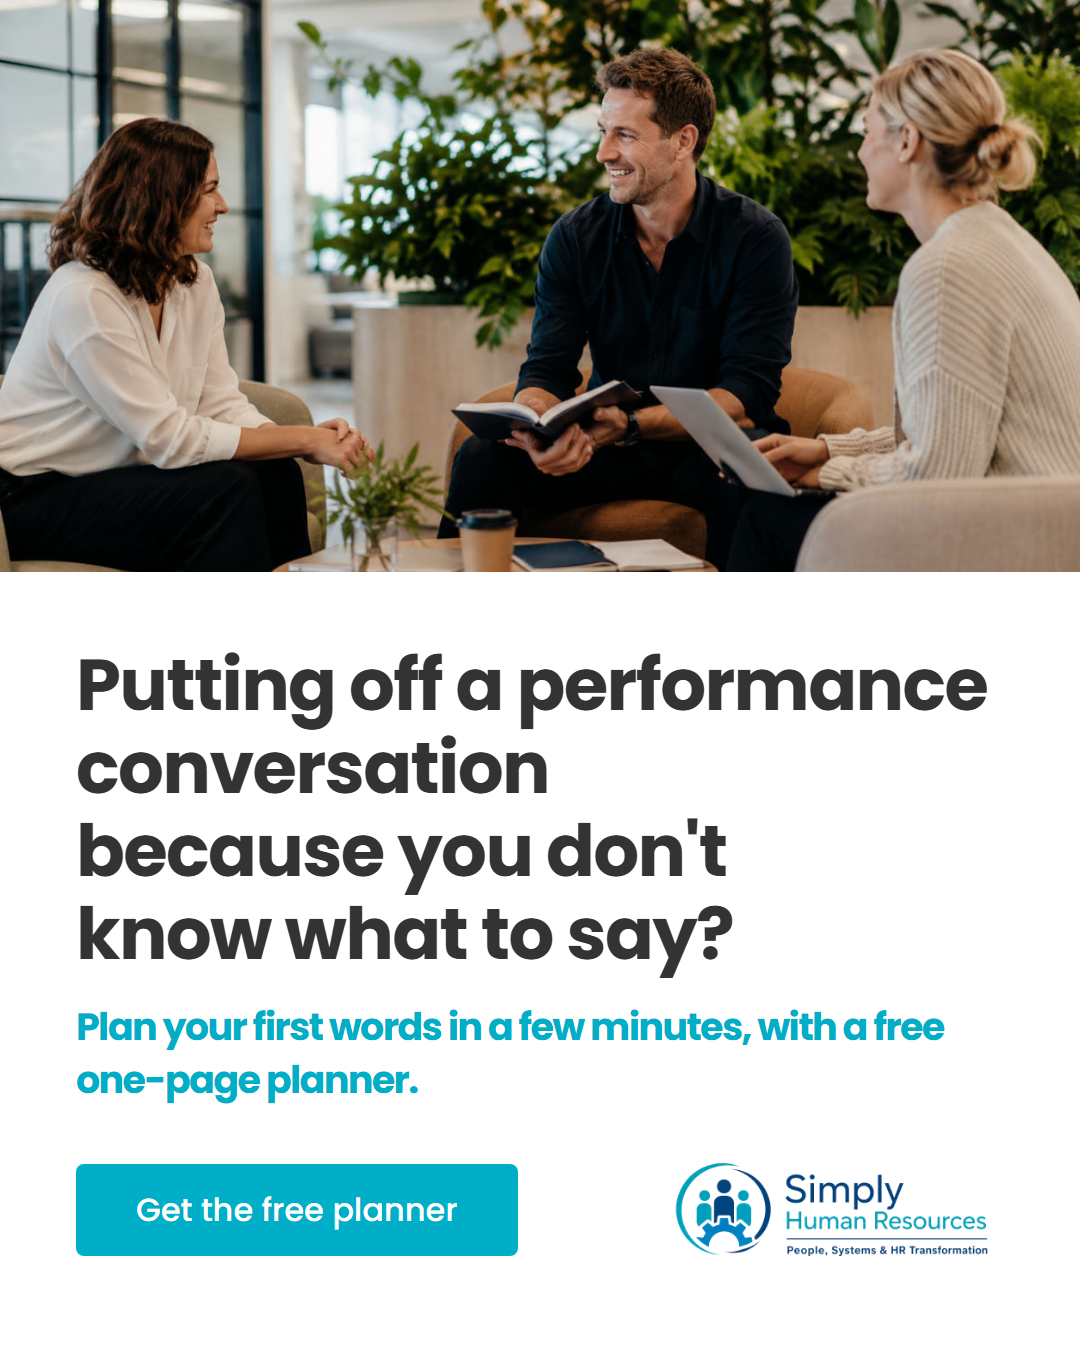 Putting off a performance
conversation
because you don't
know what to say?
Plan your first words in a few minutes, with a free
one-page planner.
Get the free planner
Simply
Human Resources
People, Systems & HR Transformation